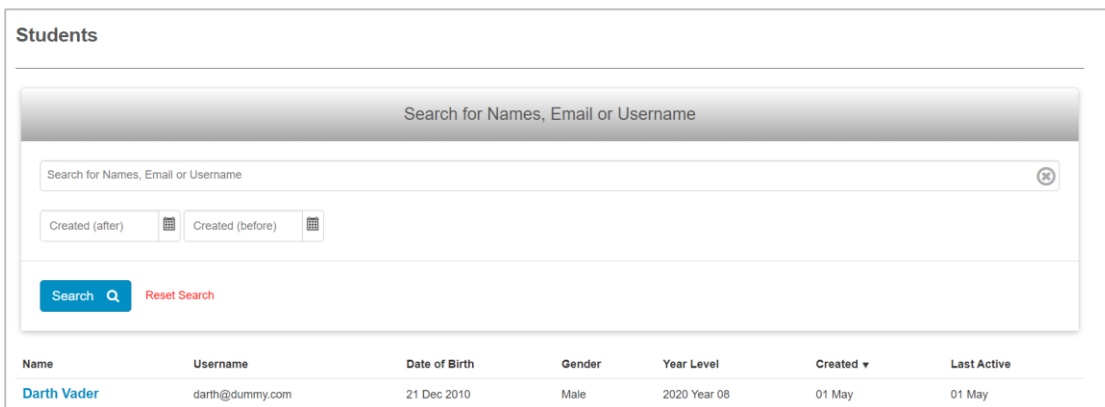 Students
Search for Names, Email or Username
Search for Names, Email or Username
Created (after) Created (before)
Search Reset Search
Name Username Date of Birth Gender Year Level Created ▾ Last Active
Darth Vader darth@dummy.com 21 Dec 2010 Male 2020 Year 08 01 May 01 May